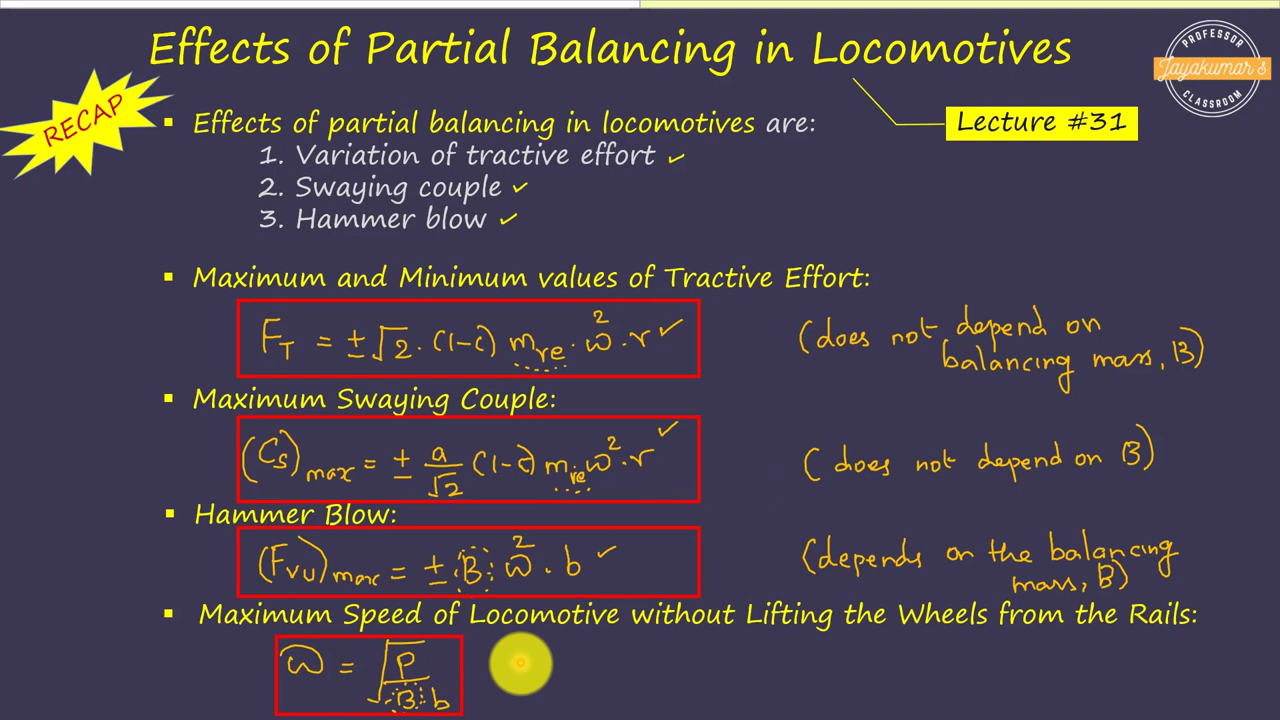 Effects of Partial Balancing in Locomotives
PROFESSOR
Jayakumar's
CLASSROOM
RECAP
Lecture #31
▪ Effects of partial balancing in locomotives are:
1. Variation of tractive effort ✓
2. Swaying couple ✓
3. Hammer blow ✓
▪ Maximum and Minimum values of Tractive Effort:
F_T = ± √2 . (1-c) m_re . ω² . r ✓
(does not depend on
balancing mass, B)
▪ Maximum Swaying Couple:
(C_s)_max = ± a/√2 (1-c) m_re ω² . r ✓
(does not depend on B)
▪ Hammer Blow:
(F_VU)_max = ± B ω² . b ✓
(depends on the balancing
mass, B)
▪ Maximum Speed of Locomotive without Lifting the Wheels from the Rails:
ω = √(P/B b)